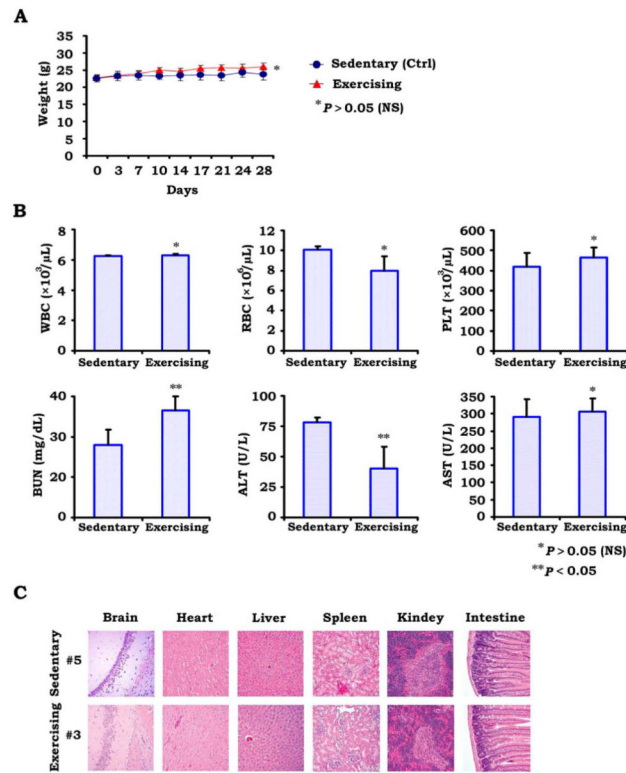 A
35
30
25
20
15
10
5
0
Weight (g)
0 3 7 10 14 17 21 24 28
Days
*
Sedentary (Ctrl)
Exercising
*P > 0.05 (NS)
B
WBC (×10³/µL)
8
6
4
2
0
*
Sedentary Exercising
RBC (×10⁶/µL)
12
10
8
6
4
2
0
*
Sedentary Exercising
PLT (×10³/µL)
600
500
400
300
200
100
0
*
Sedentary Exercising
BUN (mg/dL)
40
30
20
10
0
**
Sedentary Exercising
ALT (U/L)
100
75
50
25
0
**
Sedentary Exercising
AST (U/L)
350
300
250
200
150
100
50
0
*
Sedentary Exercising
*P > 0.05 (NS)
**P < 0.05
C
Brain Heart Liver Spleen Kindey Intestine
Sedentary
#5
Exercising
#3